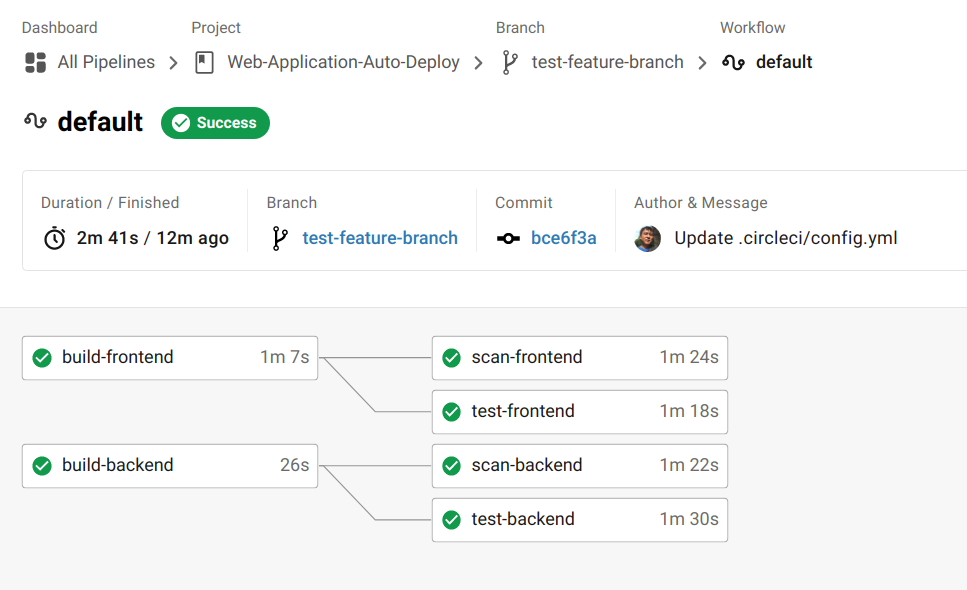 Dashboard Project Branch Workflow
All Pipelines Web-Application-Auto-Deploy test-feature-branch default
default Success
Duration / Finished Branch Commit Author & Message
2m 41s / 12m ago test-feature-branch bce6f3a Update .circleci/config.yml
build-frontend 1m 7s scan-frontend 1m 24s
test-frontend 1m 18s
build-backend 26s scan-backend 1m 22s
test-backend 1m 30s